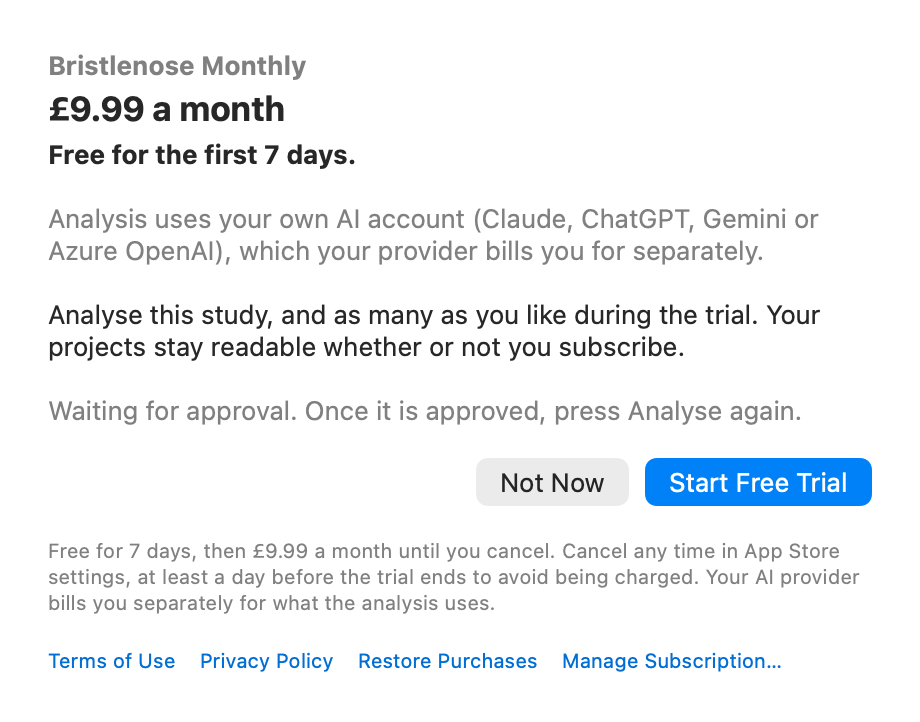 Bristlenose Monthly
£9.99 a month
Free for the first 7 days.
Analysis uses your own AI account (Claude, ChatGPT, Gemini or
Azure OpenAI), which your provider bills you for separately.
Analyse this study, and as many as you like during the trial. Your
projects stay readable whether or not you subscribe.
Waiting for approval. Once it is approved, press Analyse again.
Not Now
Start Free Trial
Free for 7 days, then £9.99 a month until you cancel. Cancel any time in App Store
settings, at least a day before the trial ends to avoid being charged. Your AI provider
bills you separately for what the analysis uses.
Terms of Use
Privacy Policy
Restore Purchases
Manage Subscription...